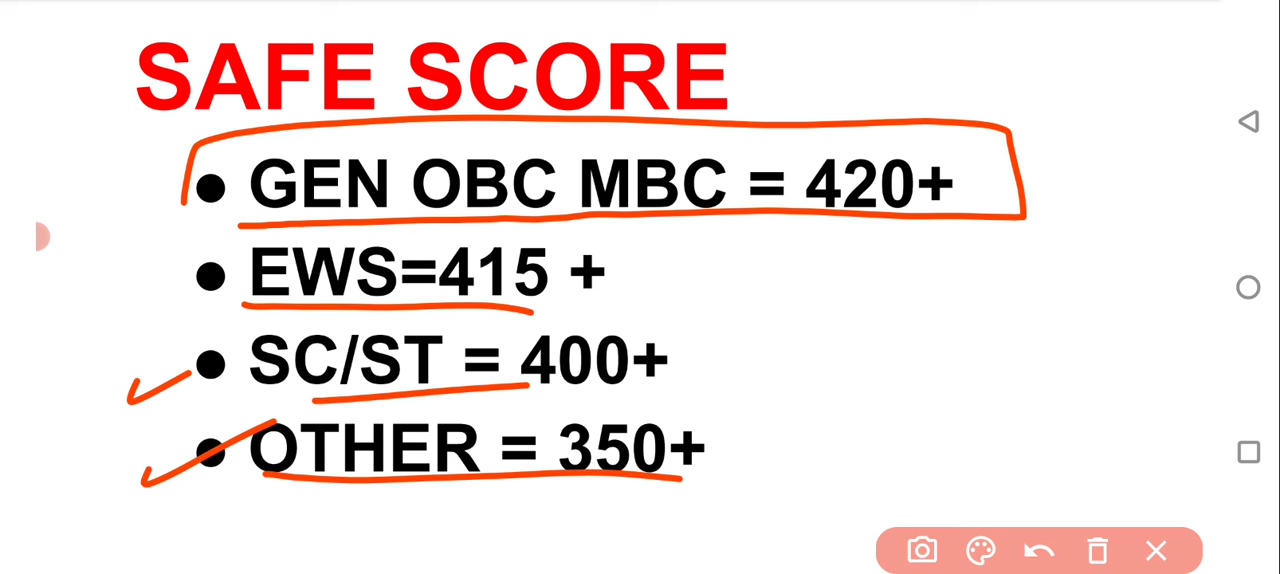 SAFE SCORE
• GEN OBC MBC = 420+
• EWS=415 +
• SC/ST = 400+
• OTHER = 350+